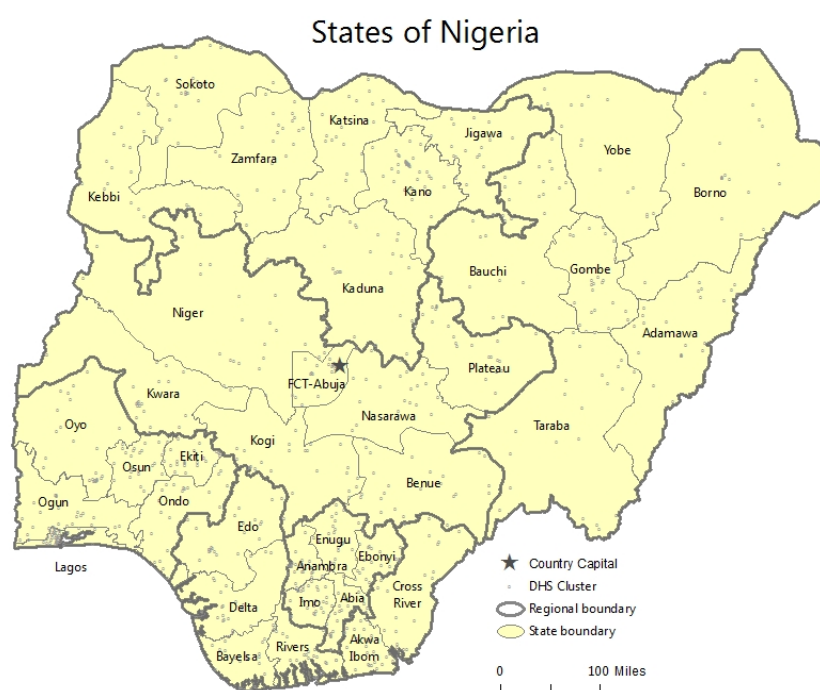 States of Nigeria
Sokoto
Katsina
Jigawa
Zamfara
Yobe
Kebbi
Kano
Borno
Bauchi
Gombe
Kaduna
Niger
Adamawa
FCT-Abuja
Plateau
Kwara
Nasarawa
Oyo
Taraba
Kogi
Osun
Ekiti
Benue
Ogun
Ondo
Edo
Enugu
Ebonyi
Lagos
Anambra
Cross
River
Imo
Abia
Delta
Akwa
Ibom
Rivers
Bayelsa
Country Capital
DHS Cluster
Regional boundary
State boundary
0 100 Miles